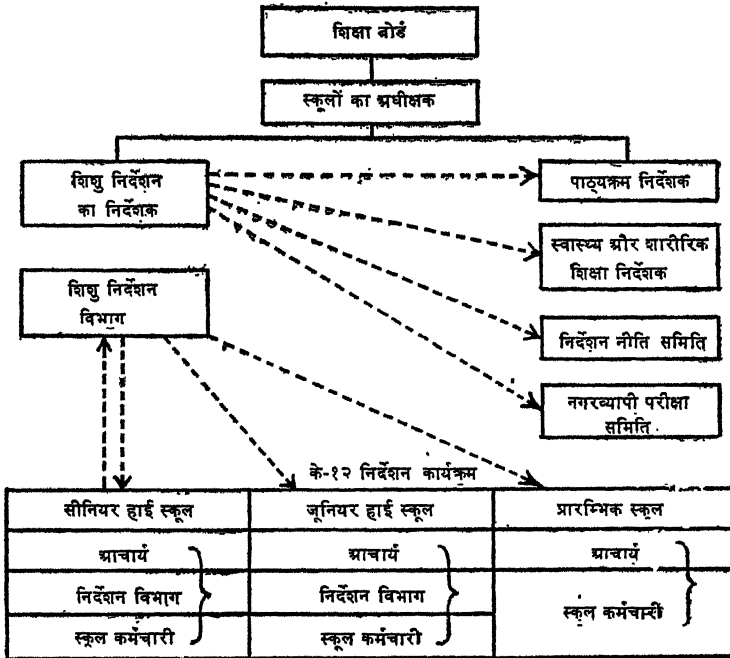 शिक्षा बोर्ड
स्कूलों का अधीक्षक
शिशु निर्देशन
का निर्देशक
पाठ्यक्रम निर्देशक
स्वास्थ्य और शारीरिक
शिक्षा निर्देशक
शिशु निर्देशन
विभाग
निर्देशन नीति समिति
नगरव्यापी परीक्षा
समिति
के-१२ निर्देशन कार्यक्रम
सीनियर हाई स्कूल
जूनियर हाई स्कूल
प्रारम्भिक स्कूल
आचार्य
आचार्य
आचार्य
निर्देशन विभाग
निर्देशन विभाग
स्कूल कर्मचारी
स्कूल कर्मचारी
स्कूल कर्मचारी